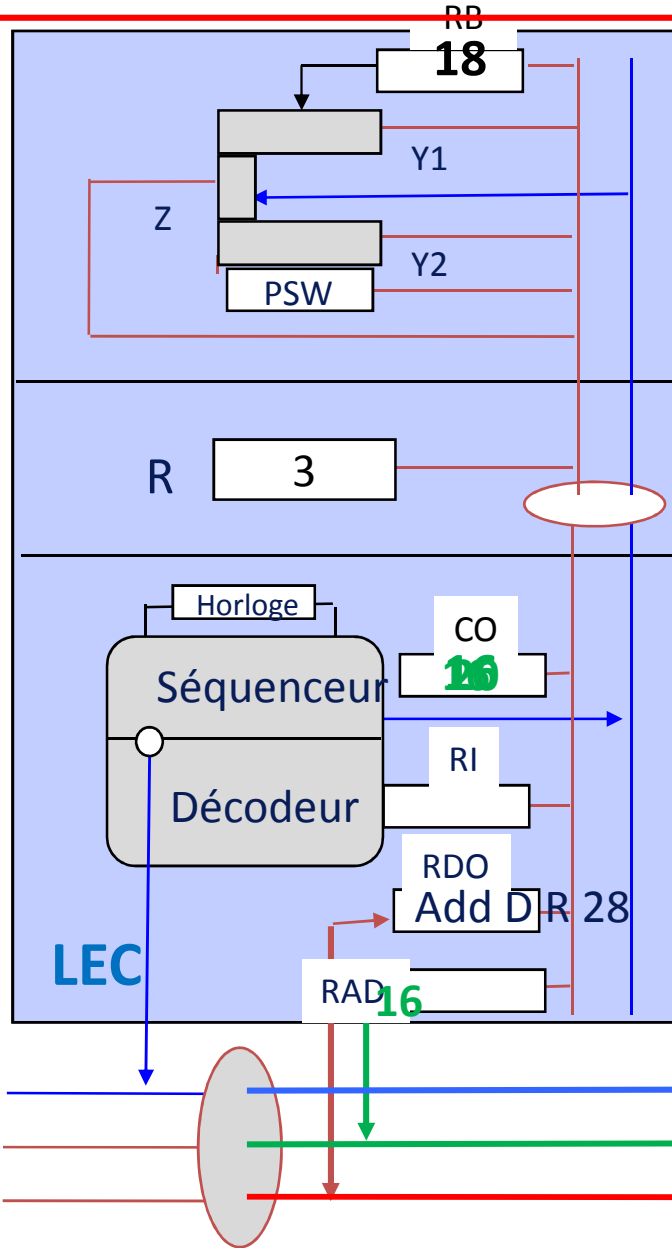 RB
18
Y1
Z
Y2
PSW
R
3
Horloge
CO
Séquenceur
RI
Décodeur
RDO
Add D R 28
LEC
RAD
16